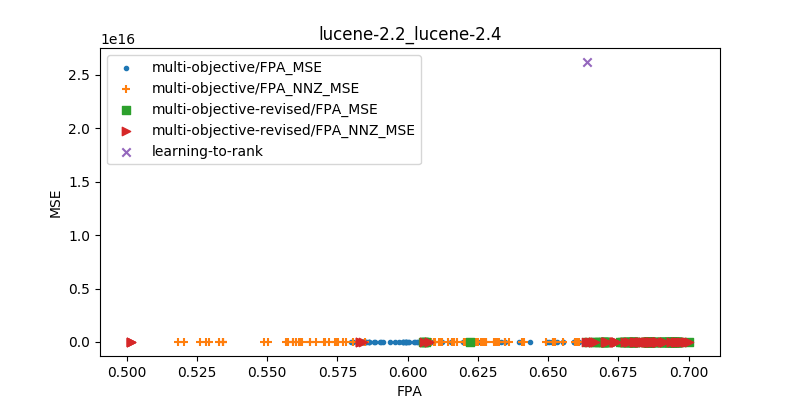 lucene-2.2_lucene-2.4
1e16
multi-objective/FPA_MSE
multi-objective/FPA_NNZ_MSE
multi-objective-revised/FPA_MSE
multi-objective-revised/FPA_NNZ_MSE
learning-to-rank
2.5
2.0
1.5
1.0
0.5
0.0
MSE
0.500 0.525 0.550 0.575 0.600 0.625 0.650 0.675 0.700
FPA